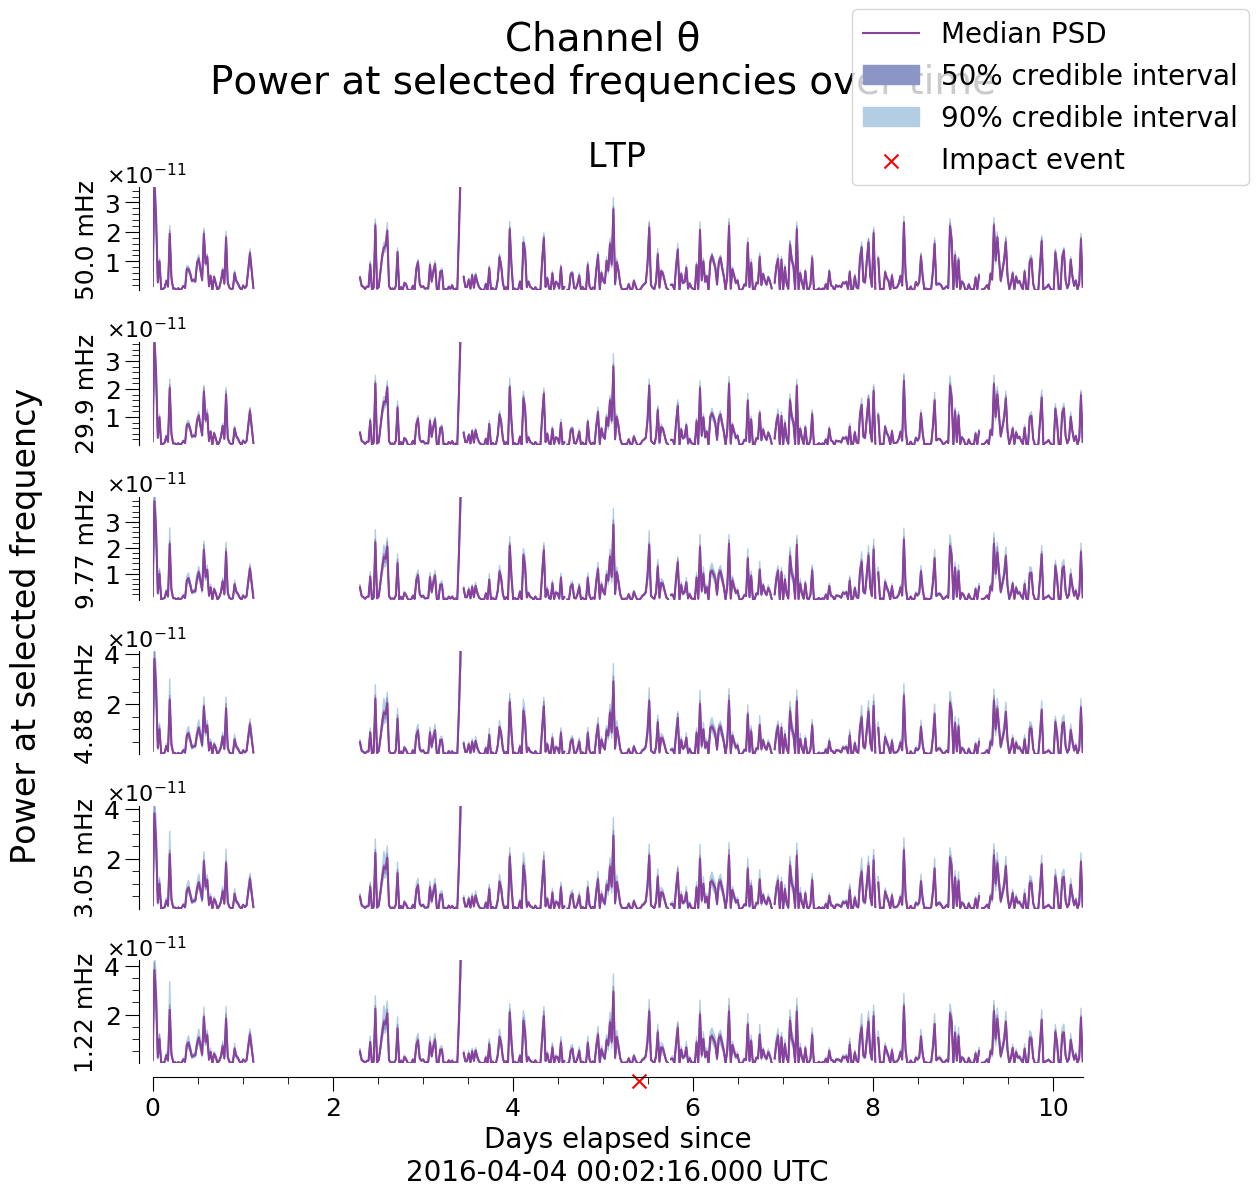 Channel θ
Power at selected frequencies over time
Median PSD
50% credible interval
90% credible interval
Impact event
LTP
Power at selected frequency
×10⁻¹¹
50.0 mHz
3
2
1
×10⁻¹¹
29.9 mHz
3
2
1
×10⁻¹¹
9.77 mHz
3
2
1
×10⁻¹¹
4.88 mHz
4
2
×10⁻¹¹
3.05 mHz
4
2
×10⁻¹¹
1.22 mHz
4
2
0 2 4 6 8 10
Days elapsed since
2016-04-04 00:02:16.000 UTC